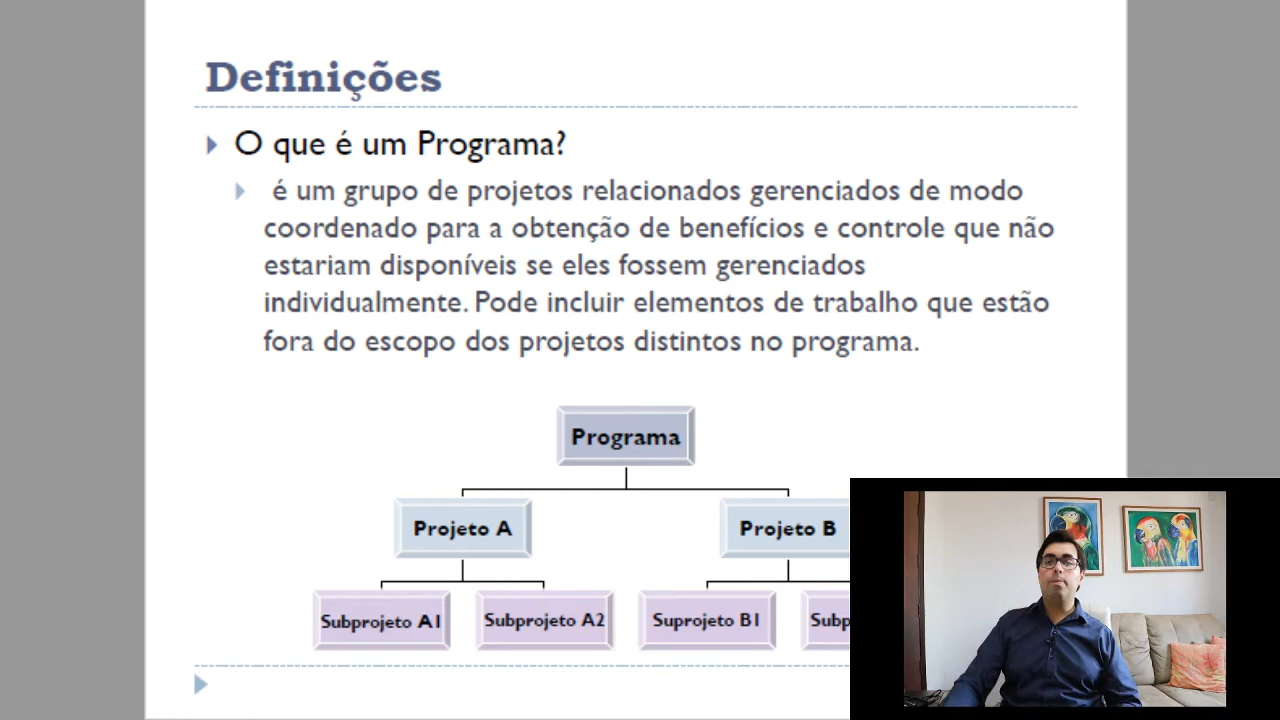 Definições
O que é um Programa?
é um grupo de projetos relacionados gerenciados de modo
coordenado para a obtenção de benefícios e controle que não
estariam disponíveis se eles fossem gerenciados
individualmente. Pode incluir elementos de trabalho que estão
fora do escopo dos projetos distintos no programa.
Programa
Projeto A
Projeto B
Subprojeto A1
Subprojeto A2
Suprojeto B1
Subp